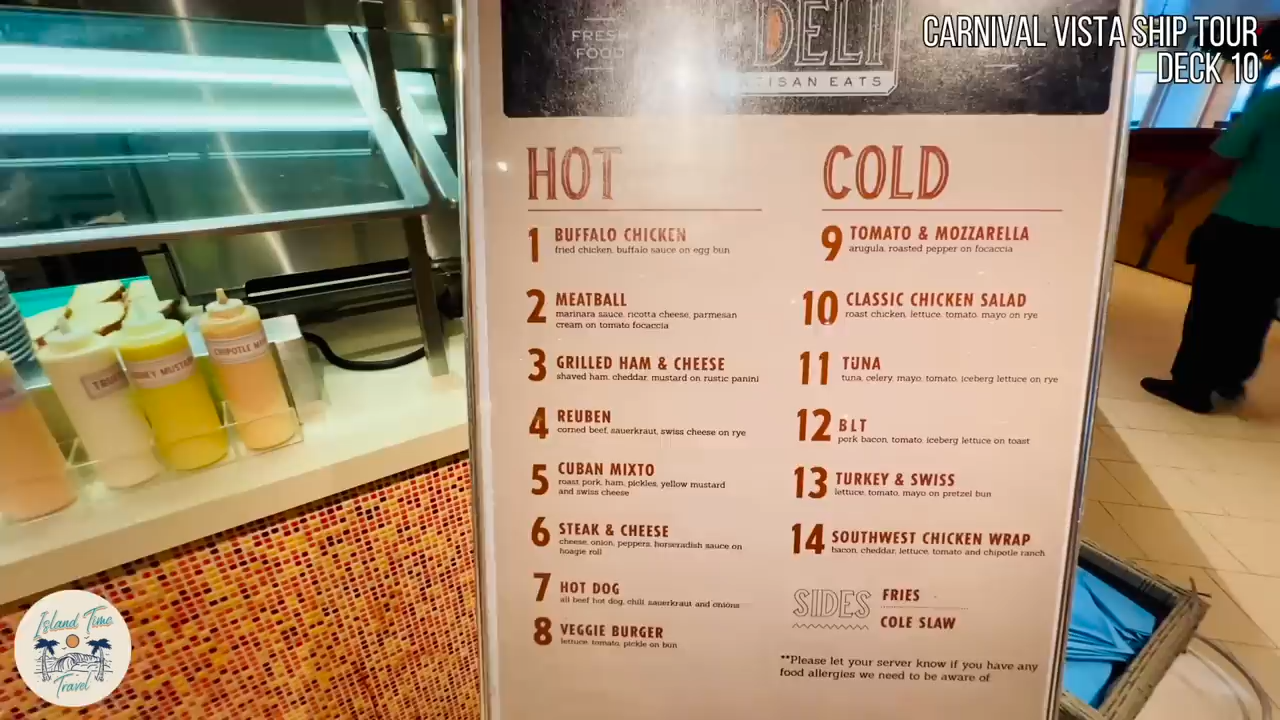 CARNIVAL VISTA SHIP TOUR
DECK 10
FRESH
FOOD
DELI
EATS
HOT
1 BUFFALO CHICKEN
fried chicken, buffalo sauce on egg bun
2 MEATBALL
marinara sauce, ricotta cheese, parmesan
cream on tomato focaccia
3 GRILLED HAM & CHEESE
shaved ham, cheddar, mustard on rustic panini
4 REUBEN
corned beef, sauerkraut, swiss cheese on rye
5 CUBAN MIXTO
roast pork, ham, pickles, yellow mustard
and swiss cheese
6 STEAK & CHEESE
cheese, onion, peppers, horseradish sauce on
hoagie roll
7 HOT DOG
all beef hot dog, chili, sauerkraut and onions
8 VEGGIE BURGER
lettuce, tomato, pickle on bun
COLD
9 TOMATO & MOZZARELLA
arugula, roasted pepper on focaccia
10 CLASSIC CHICKEN SALAD
roast chicken, lettuce, tomato, mayo on rye
11 TUNA
tuna, celery, mayo, tomato, iceberg lettuce on rye
12 BLT
pork bacon, tomato, iceberg lettuce on toast
13 TURKEY & SWISS
lettuce, tomato, mayo on pretzel bun
14 SOUTHWEST CHICKEN WRAP
bacon, cheddar, lettuce, tomato and chipotle ranch
SIDES
FRIES
COLE SLAW
**Please let your server know if you have any
food allergies we need to be aware of
CHIPOTLE
Island Time
Travel